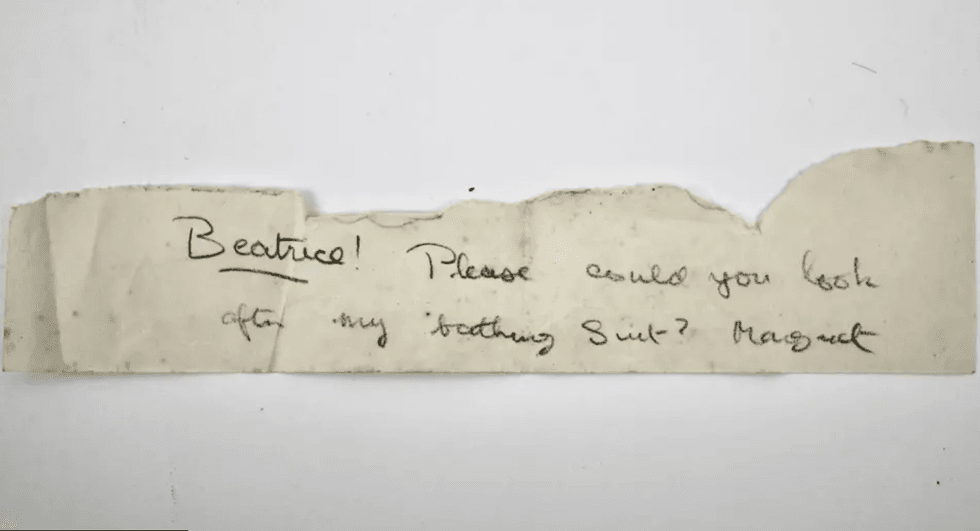 Beatrice! Please could you look
after my bathing suit? Margaret